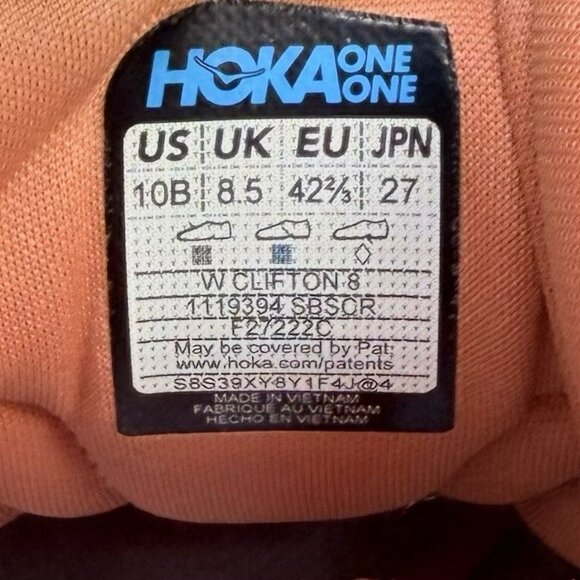 HOKA ONE ONE
US UK EU JPN
10B 8.5 42⅔ 27
W CLIFTON 8
1119394 SBSCR
F27222C
May be covered by Pat:
www.hoka.com/patents
S8S39XY8Y1F4J@4
MADE IN VIETNAM
FABRIQUE AU VIETNAM
HECHO EN VIETNAM